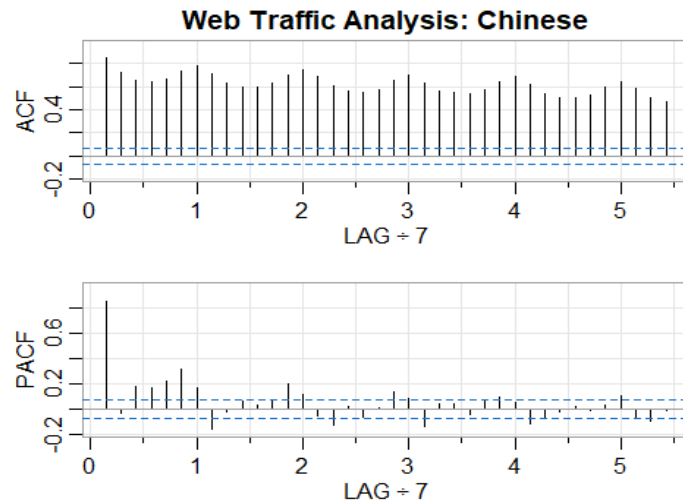 Web Traffic Analysis: Chinese
ACF
0.4
-0.2
0 1 2 3 4 5
LAG ÷ 7
PACF
0.6
0.2
-0.2
0 1 2 3 4 5
LAG ÷ 7